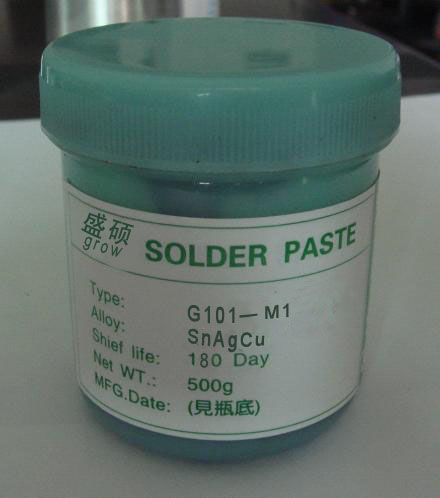 盛硕
grow
SOLDER PASTE
Type: G101—M1
Alloy: SnAgCu
Shief life: 180 Day
Net WT.: 500g
MFG.Date: (見瓶底)